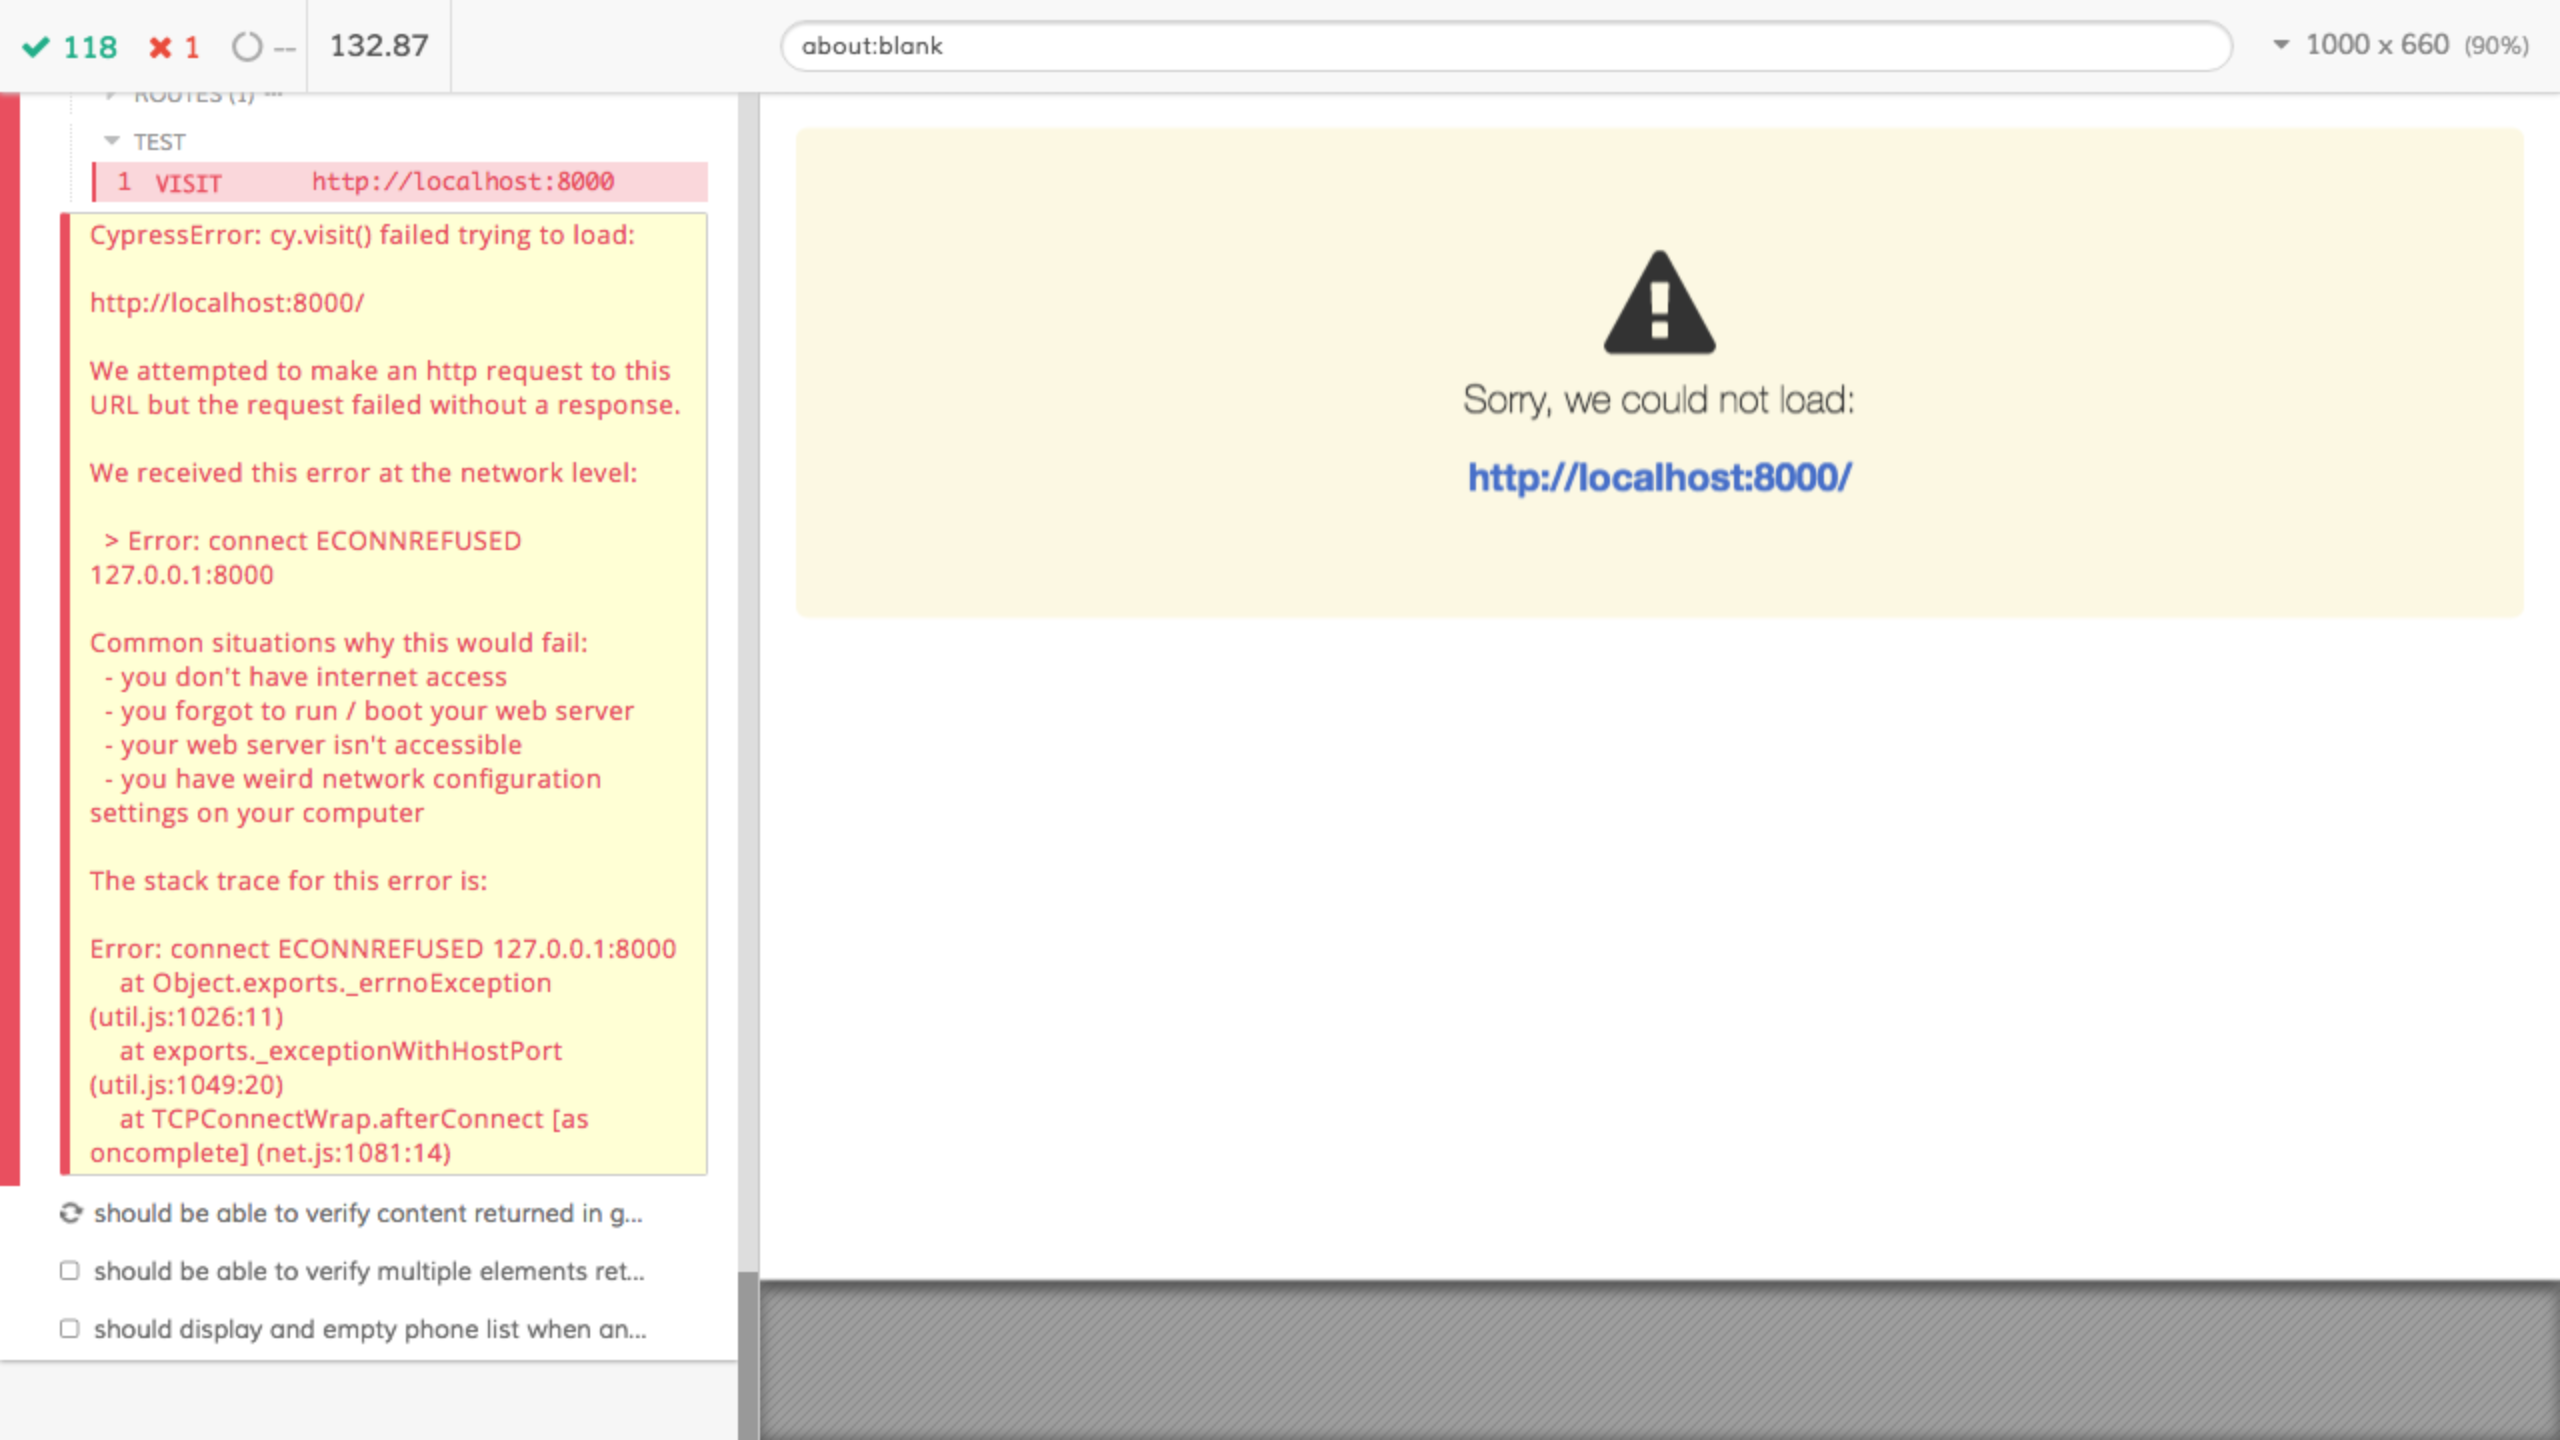 118 1 -- 132.87 about:blank 1000 x 660 (90%)
ROUTES (1)
TEST
1 VISIT http://localhost:8000
CypressError: cy.visit() failed trying to load:
http://localhost:8000/
We attempted to make an http request to this
URL but the request failed without a response.
We received this error at the network level:
> Error: connect ECONNREFUSED
127.0.0.1:8000
Common situations why this would fail:
- you don't have internet access
- you forgot to run / boot your web server
- your web server isn't accessible
- you have weird network configuration
settings on your computer
The stack trace for this error is:
Error: connect ECONNREFUSED 127.0.0.1:8000
at Object.exports._errnoException
(util.js:1026:11)
at exports._exceptionWithHostPort
(util.js:1049:20)
at TCPConnectWrap.afterConnect [as
oncomplete] (net.js:1081:14)
should be able to verify content returned in g...
should be able to verify multiple elements ret...
should display and empty phone list when an...
Sorry, we could not load:
http://localhost:8000/